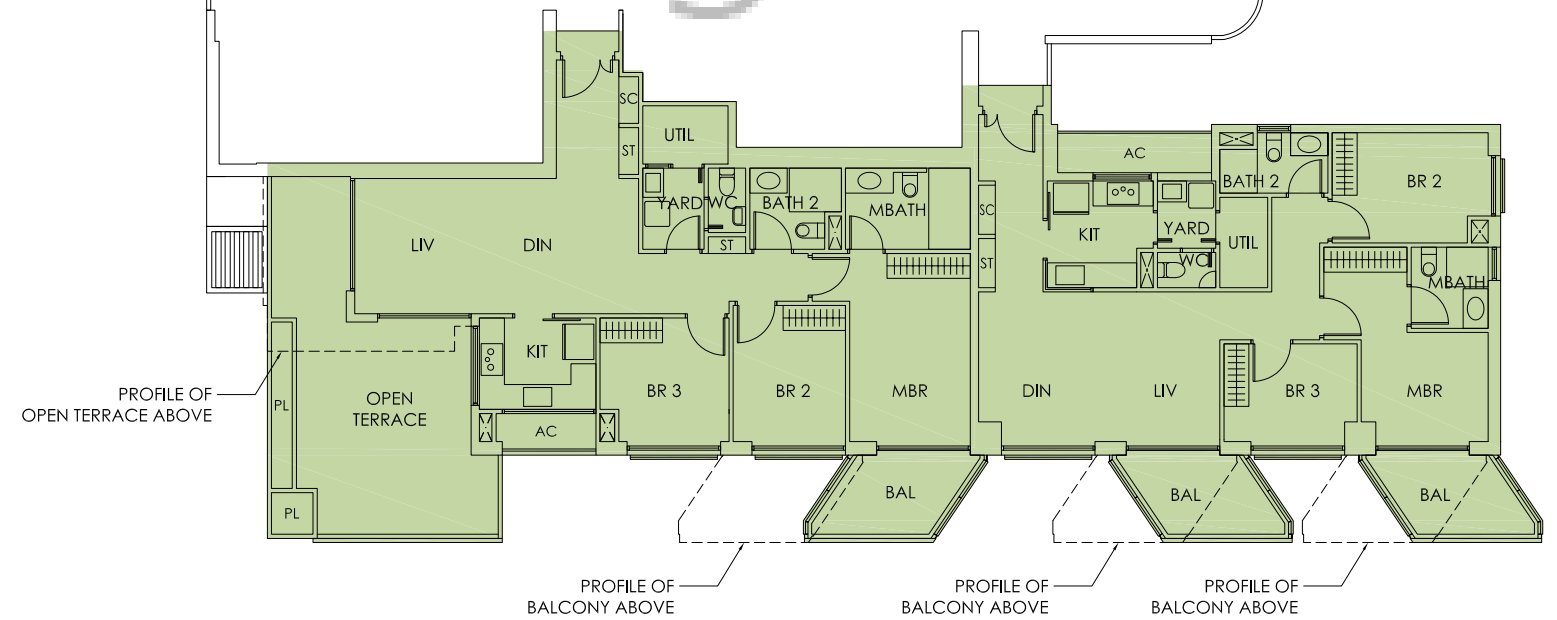 SC
UTIL
ST
YARD
WC
BATH 2
MBATH
ST
LIV
DIN
KIT
BR 3
BR 2
MBR
OPEN
TERRACE
PL
AC
PL
BAL
PROFILE OF
OPEN TERRACE ABOVE
PROFILE OF
BALCONY ABOVE
AC
BATH 2
BR 2
SC
KIT
YARD
UTIL
ST
WC
MBATH
DIN
LIV
BR 3
MBR
BAL
BAL
PROFILE OF
BALCONY ABOVE
PROFILE OF
BALCONY ABOVE